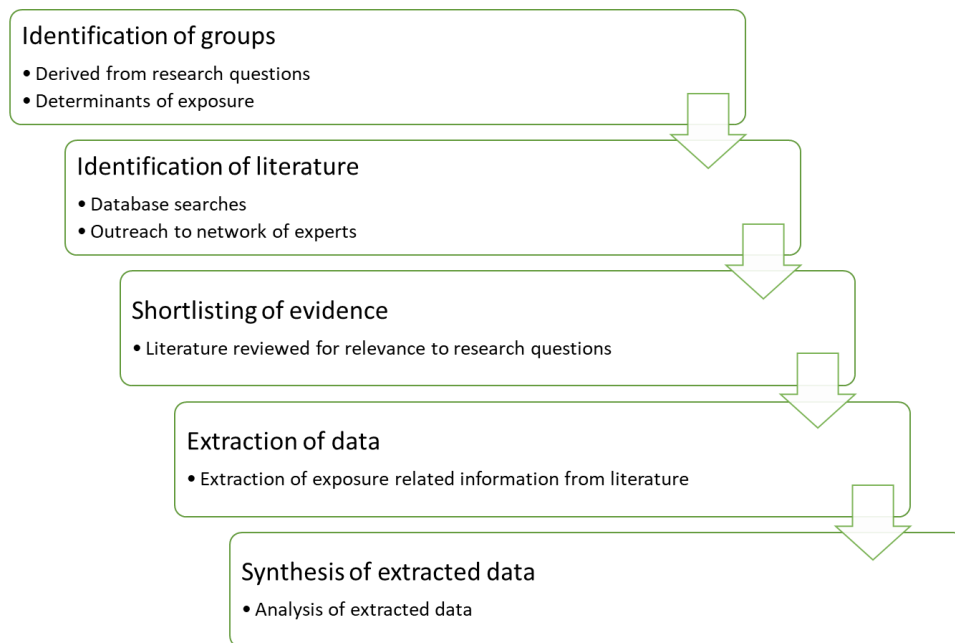 Identification of groups
• Derived from research questions
• Determinants of exposure
Identification of literature
• Database searches
• Outreach to network of experts
Shortlisting of evidence
• Literature reviewed for relevance to research questions
Extraction of data
• Extraction of exposure related information from literature
Synthesis of extracted data
• Analysis of extracted data